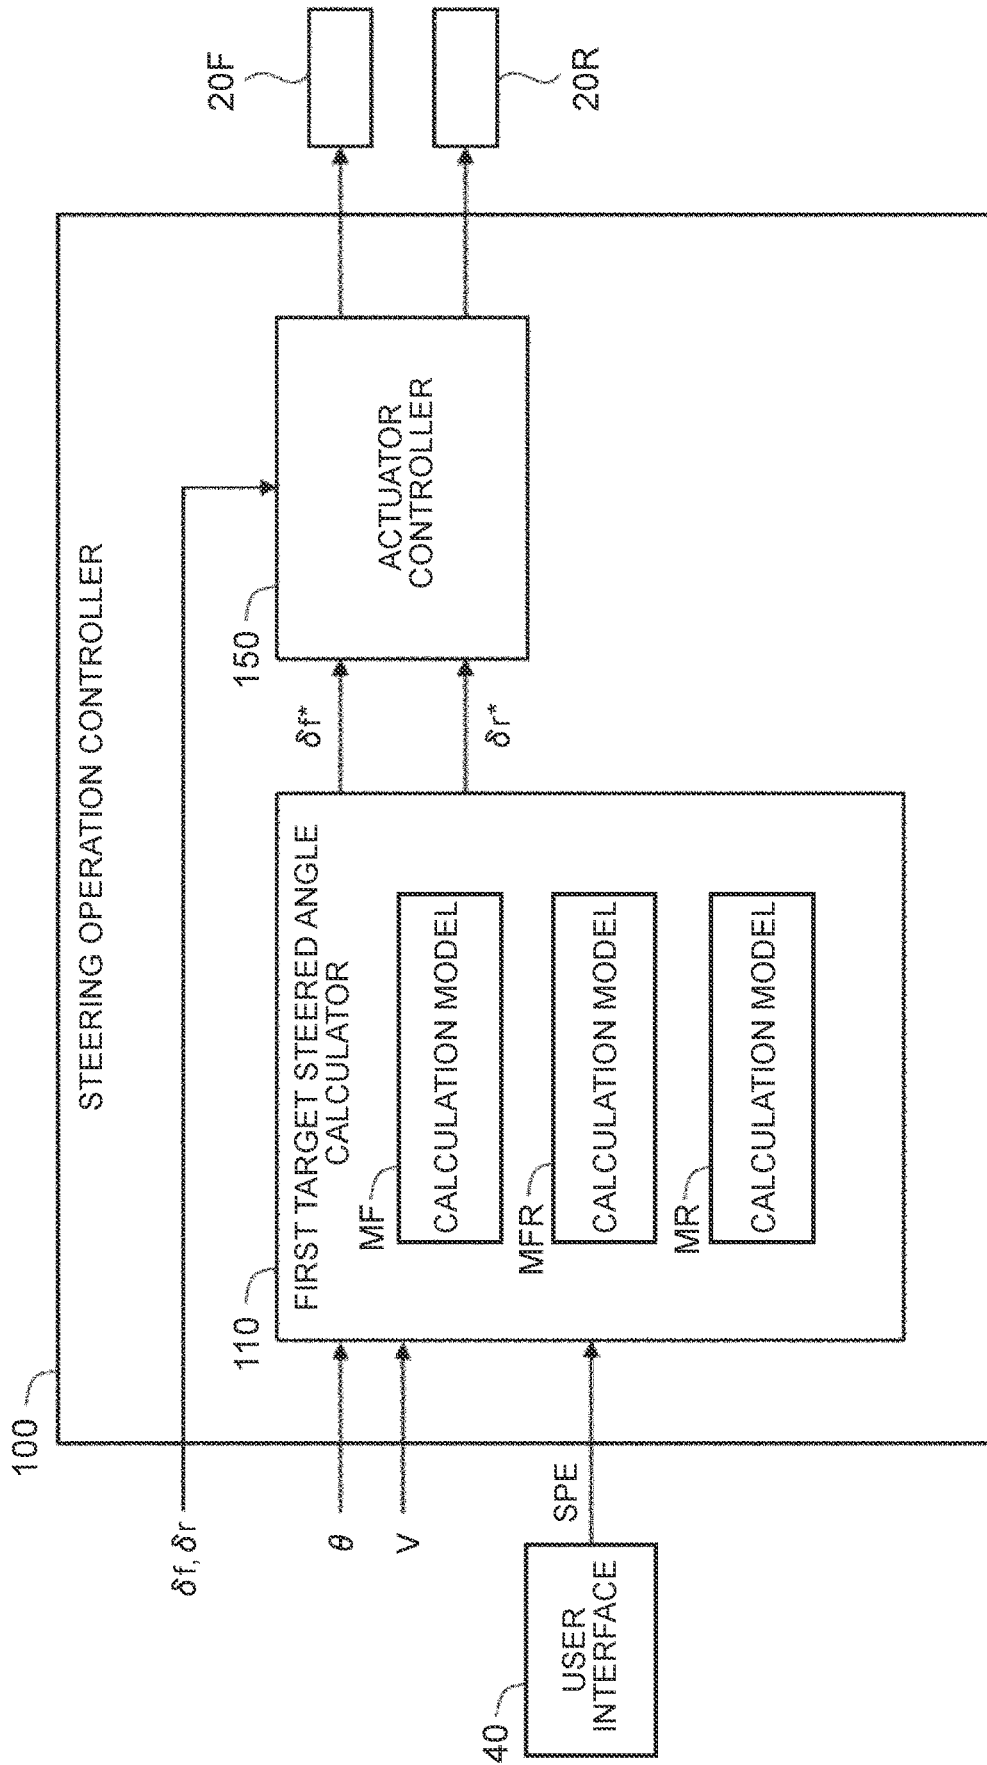 100
STEERING OPERATION CONTROLLER
δf, δr
θ
V
40
USER
INTERFACE
SPE
110
FIRST TARGET STEERED ANGLE
CALCULATOR
MF
CALCULATION MODEL
MFR
CALCULATION MODEL
MR
CALCULATION MODEL
δf*
δr*
150
ACTUATOR
CONTROLLER
20F
20R